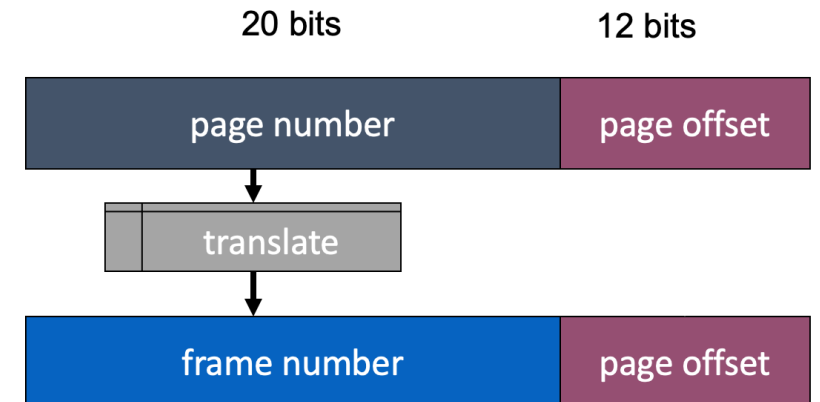 20 bits
12 bits
page number
page offset
translate
frame number
page offset